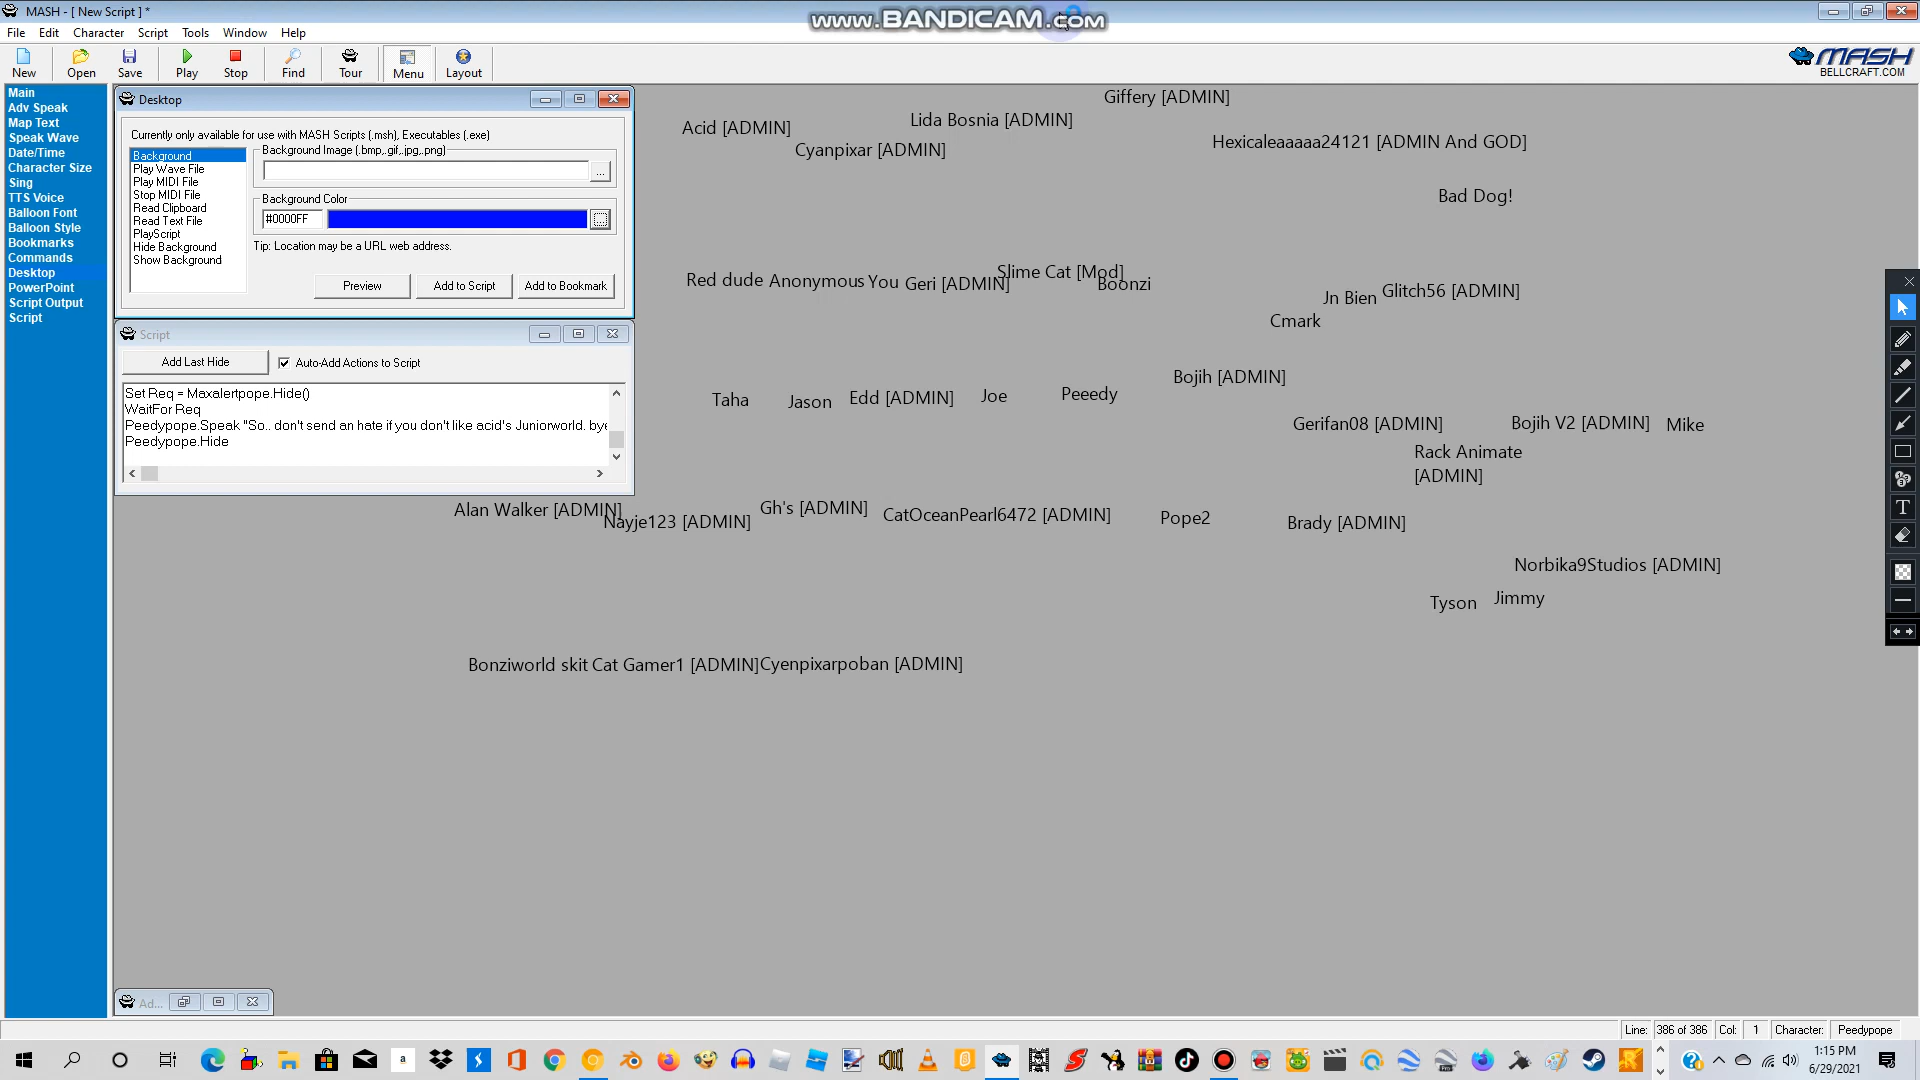 MASH - [ New Script ] *
www.BANDICAM.com
File Edit Character Script Tools Window Help
New Open Save Play Stop Find Tour Menu Layout
MASH
BELLCRAFT.COM
Main
Adv Speak
Map Text
Speak Wave
Date/Time
Character Size
Sing
TTS Voice
Balloon Font
Balloon Style
Bookmarks
Commands
Desktop
PowerPoint
Script Output
Script
Desktop
Currently only available for use with MASH Scripts (.msh), Executables (.exe)
Background
Play Wave File
Play MIDI File
Stop MIDI File
Read Clipboard
Read Text File
PlayScript
Hide Background
Show Background
Background Image (.bmp,.gif,.jpg,.png)
...
Background Color
#0000FF
...
Tip: Location may be a URL web address.
Preview Add to Script Add to Bookmark
Script
Add Last Hide Auto-Add Actions to Script
Set Req = Maxalertpope.Hide()
WaitFor Req
Peedypope.Speak "So.. don't send an hate if you don't like acid's Juniorworld. bye
Peedypope.Hide
Giffery [ADMIN]
Acid [ADMIN]
Lida Bosnia [ADMIN]
Cyanpixar [ADMIN]
Hexicaleaaaaa24121 [ADMIN And GOD]
Bad Dog!
Red dude
Anonymous
You
Geri [ADMIN]
Slime Cat [Mod]
Boonzi
Jn Bien
Glitch56 [ADMIN]
Cmark
Bojih [ADMIN]
Taha
Jason
Edd [ADMIN]
Joe
Peeedy
Gerifan08 [ADMIN]
Bojih V2 [ADMIN]
Mike
Rack Animate
[ADMIN]
Alan Walker [ADMIN]
Nayje123 [ADMIN]
Gh's [ADMIN]
CatOceanPearl6472 [ADMIN]
Pope2
Brady [ADMIN]
Norbika9Studios [ADMIN]
Tyson
Jimmy
Bonziworld skit
Cat Gamer1 [ADMIN]
Cyenpixarpoban [ADMIN]
T
Ad...
Line: 386 of 386 Col: 1 Character: Peedypope
1:15 PM
6/29/2021